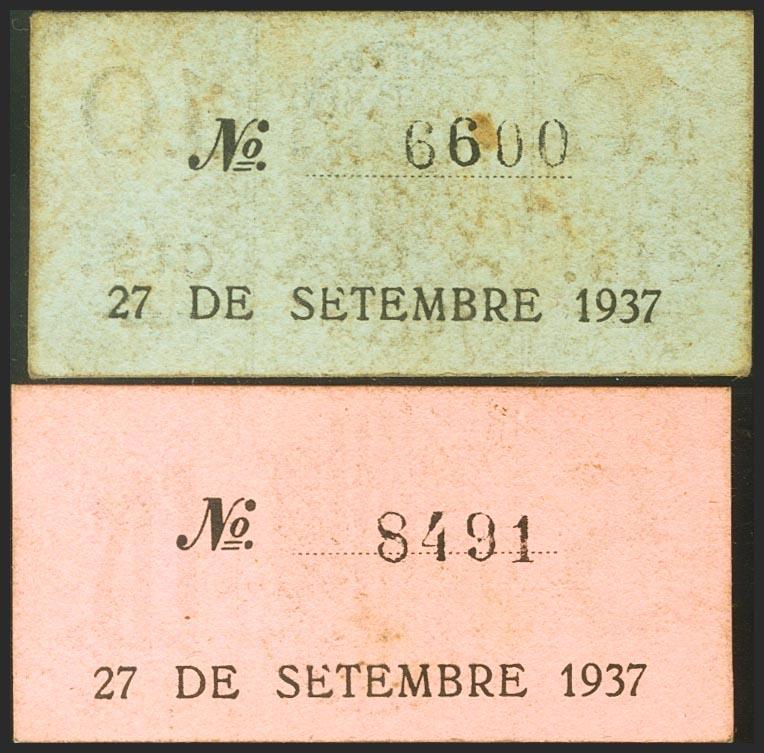 No. 6600
27 DE SETEMBRE 1937
No. 8491
27 DE SETEMBRE 1937